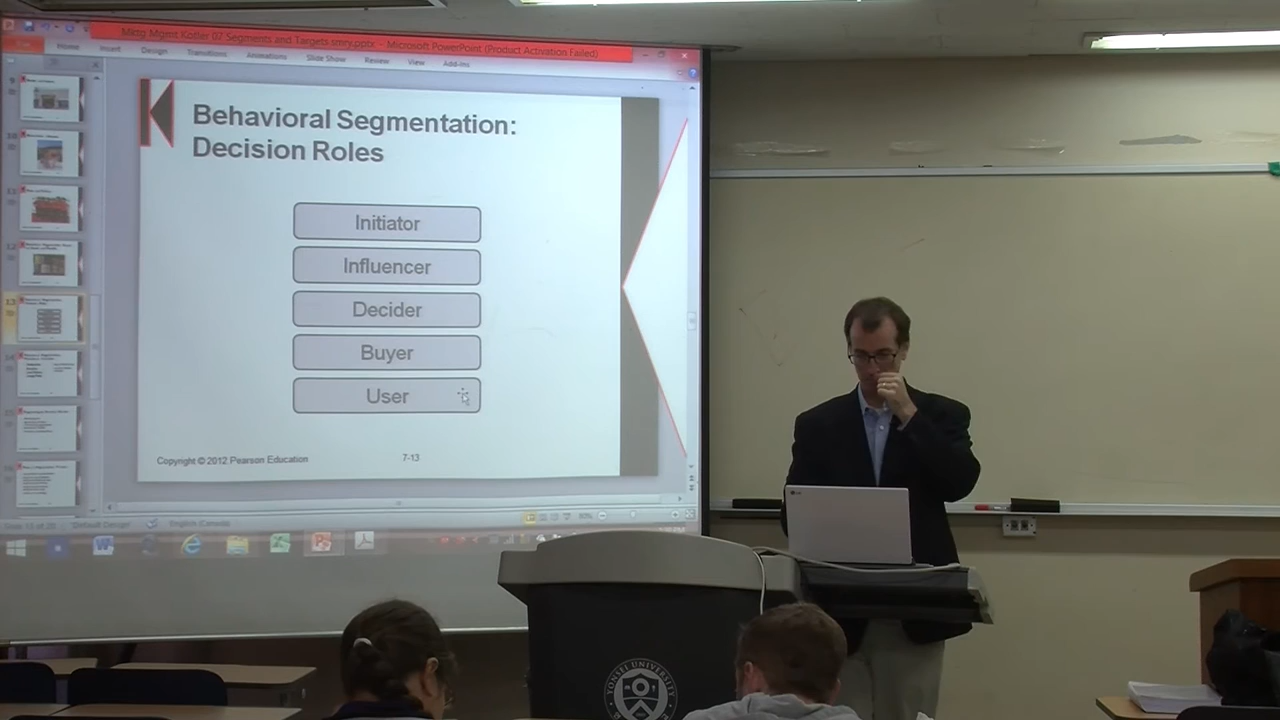 Mktg Mgmt Kotler 07 Segments and Targets smry.pptx - Microsoft PowerPoint (Product Activation Failed)
Home Insert Design Transitions Animations Slide Show Review View Add-Ins
Behavioral Segmentation:
Decision Roles
Initiator
Influencer
Decider
Buyer
User
Copyright © 2012 Pearson Education
7-13
English (Canada)
YONSEI UNIVERSITY